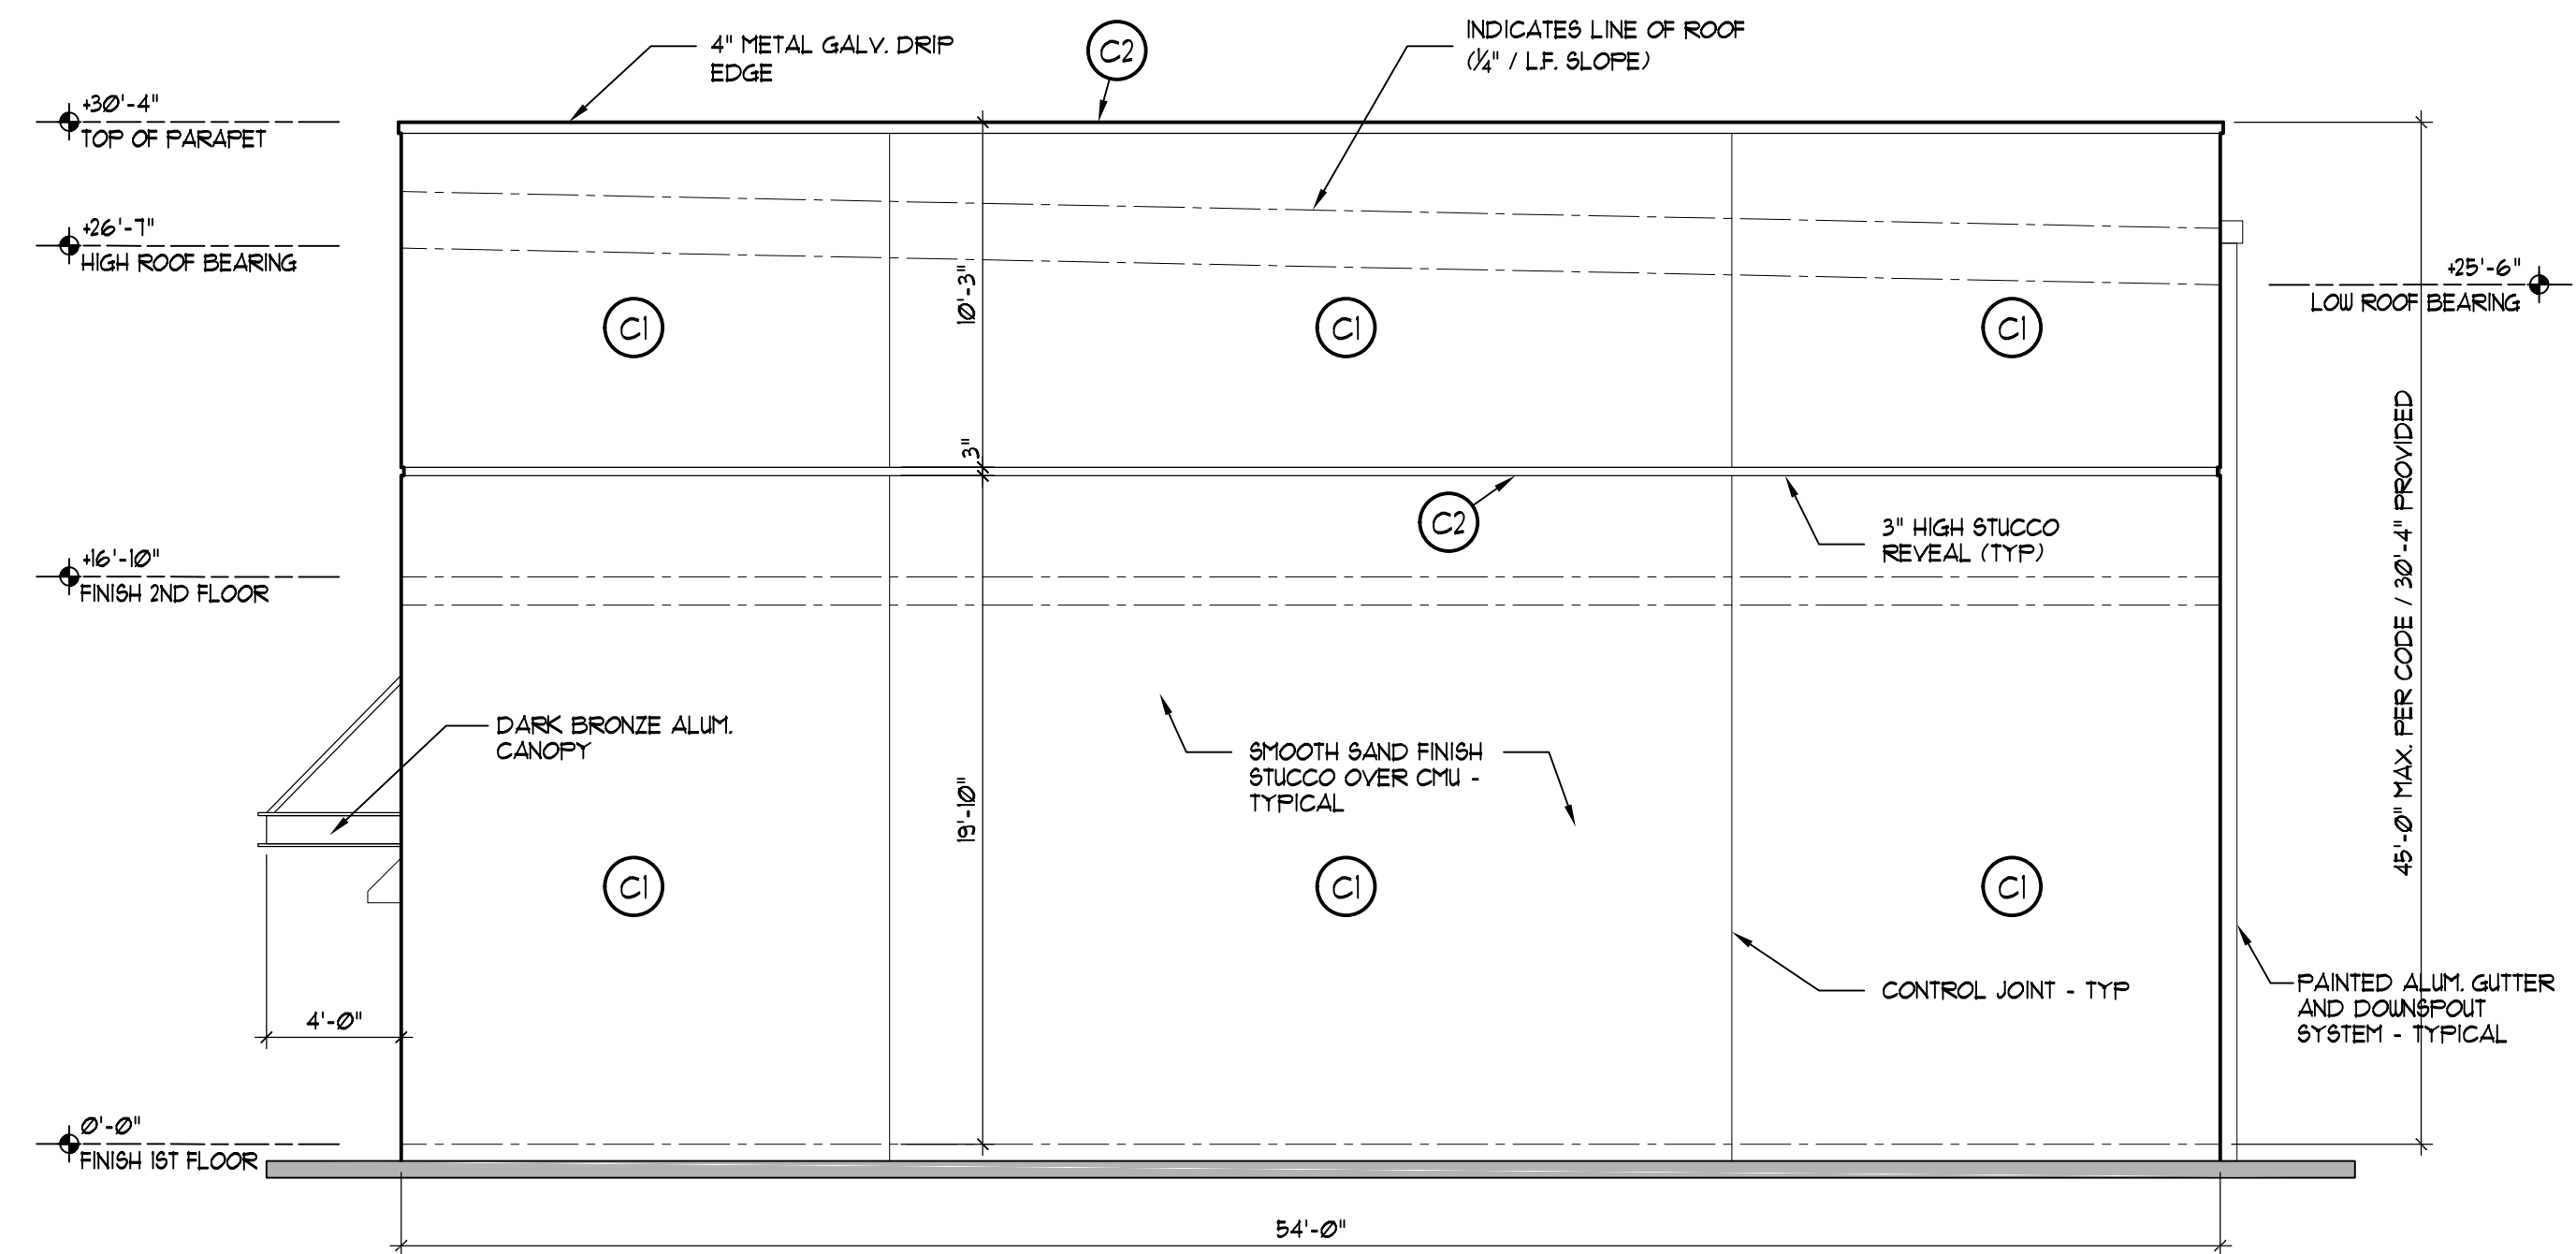 4" METAL GALV. DRIP
EDGE
C2
INDICATES LINE OF ROOF
(1/4" / L.F. SLOPE)
+30'-4"
TOP OF PARAPET
+26'-7"
HIGH ROOF BEARING
+25'-6"
LOW ROOF BEARING
10'-3"
C1
C1
C1
3"
C2
3" HIGH STUCCO
REVEAL (TYP)
+16'-10"
FINISH 2ND FLOOR
45'-0" MAX. PER CODE / 30'-4" PROVIDED
DARK BRONZE ALUM.
CANOPY
SMOOTH SAND FINISH
STUCCO OVER CMU -
TYPICAL
19'-10"
C1
C1
C1
CONTROL JOINT - TYP
PAINTED ALUM. GUTTER
AND DOWNSPOUT
SYSTEM - TYPICAL
4'-0"
0'-0"
FINISH 1ST FLOOR
54'-0"